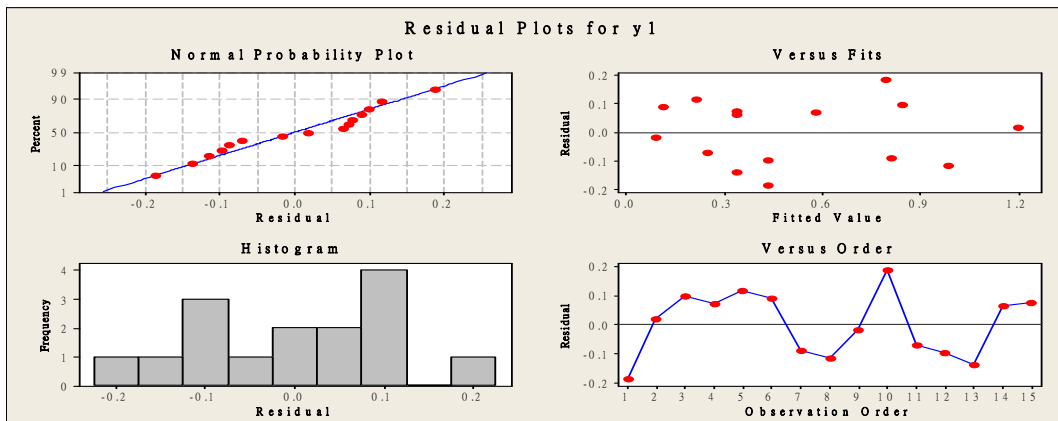 Residual Plots for y1
Normal Probability Plot
Percent
99
90
50
10
1
-0.2 -0.1 0.0 0.1 0.2
Residual
Versus Fits
Residual
0.2
0.1
0.0
-0.1
-0.2
0.0 0.3 0.6 0.9 1.2
Fitted Value
Histogram
Frequency
4
3
2
1
0
-0.2 -0.1 0.0 0.1 0.2
Residual
Versus Order
Residual
0.2
0.1
0.0
-0.1
-0.2
1 2 3 4 5 6 7 8 9 10 11 12 13 14 15
Observation Order